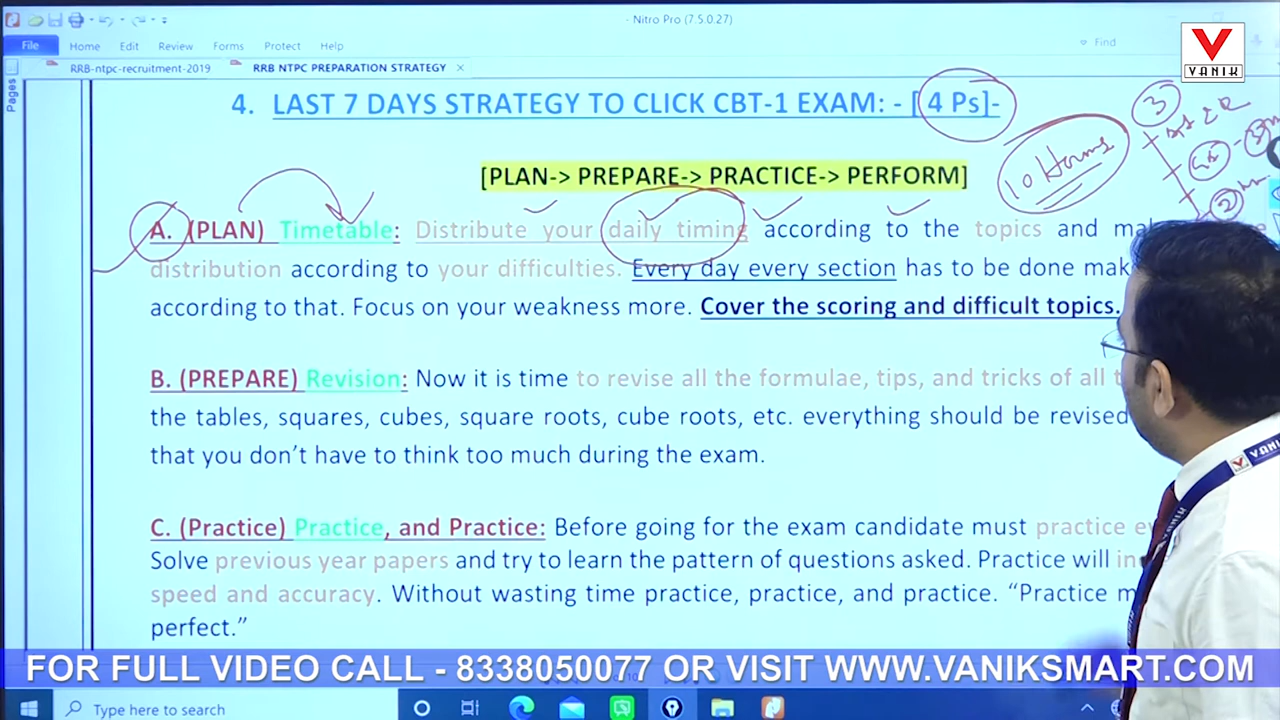 - Nitro Pro (7.5.0.27)
File Home Edit Review Forms Protect Help Find
RRB-ntpc-recruitment-2019 RRB NTPC PREPARATION STRATEGY
Pages
VANIK
4. LAST 7 DAYS STRATEGY TO CLICK CBT-1 EXAM: - [ 4 Ps]-
3
10 Hours
2
[PLAN-> PREPARE-> PRACTICE-> PERFORM]
A. (PLAN) Timetable: Distribute your daily timing according to the topics and
distribution according to your difficulties. Every day every section has to be done
according to that. Focus on your weakness more. Cover the scoring and difficult topics.
B. (PREPARE) Revision: Now it is time to revise all the formulae, tips, and tricks of all
the tables, squares, cubes, square roots, cube roots, etc. everything should be revised
that you don't have to think too much during the exam.
C. (Practice) Practice, and Practice: Before going for the exam candidate must practice
Solve previous year papers and try to learn the pattern of questions asked. Practice will
speed and accuracy. Without wasting time practice, practice, and practice. “Practice
perfect.”
VANIK
VANIK
FOR FULL VIDEO CALL - 8338050077 OR VISIT WWW.VANIKSMART.COM
Type here to search